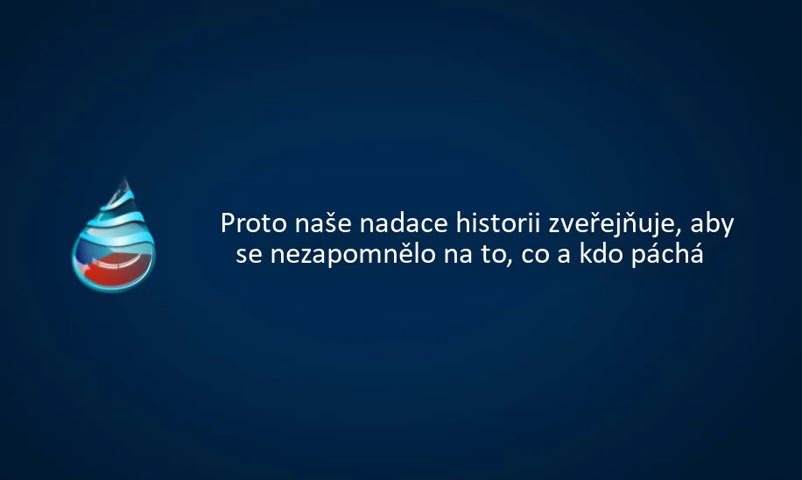 Proto naše nadace historii zveřejňuje, aby
se nezapomnělo na to, co a kdo páchá